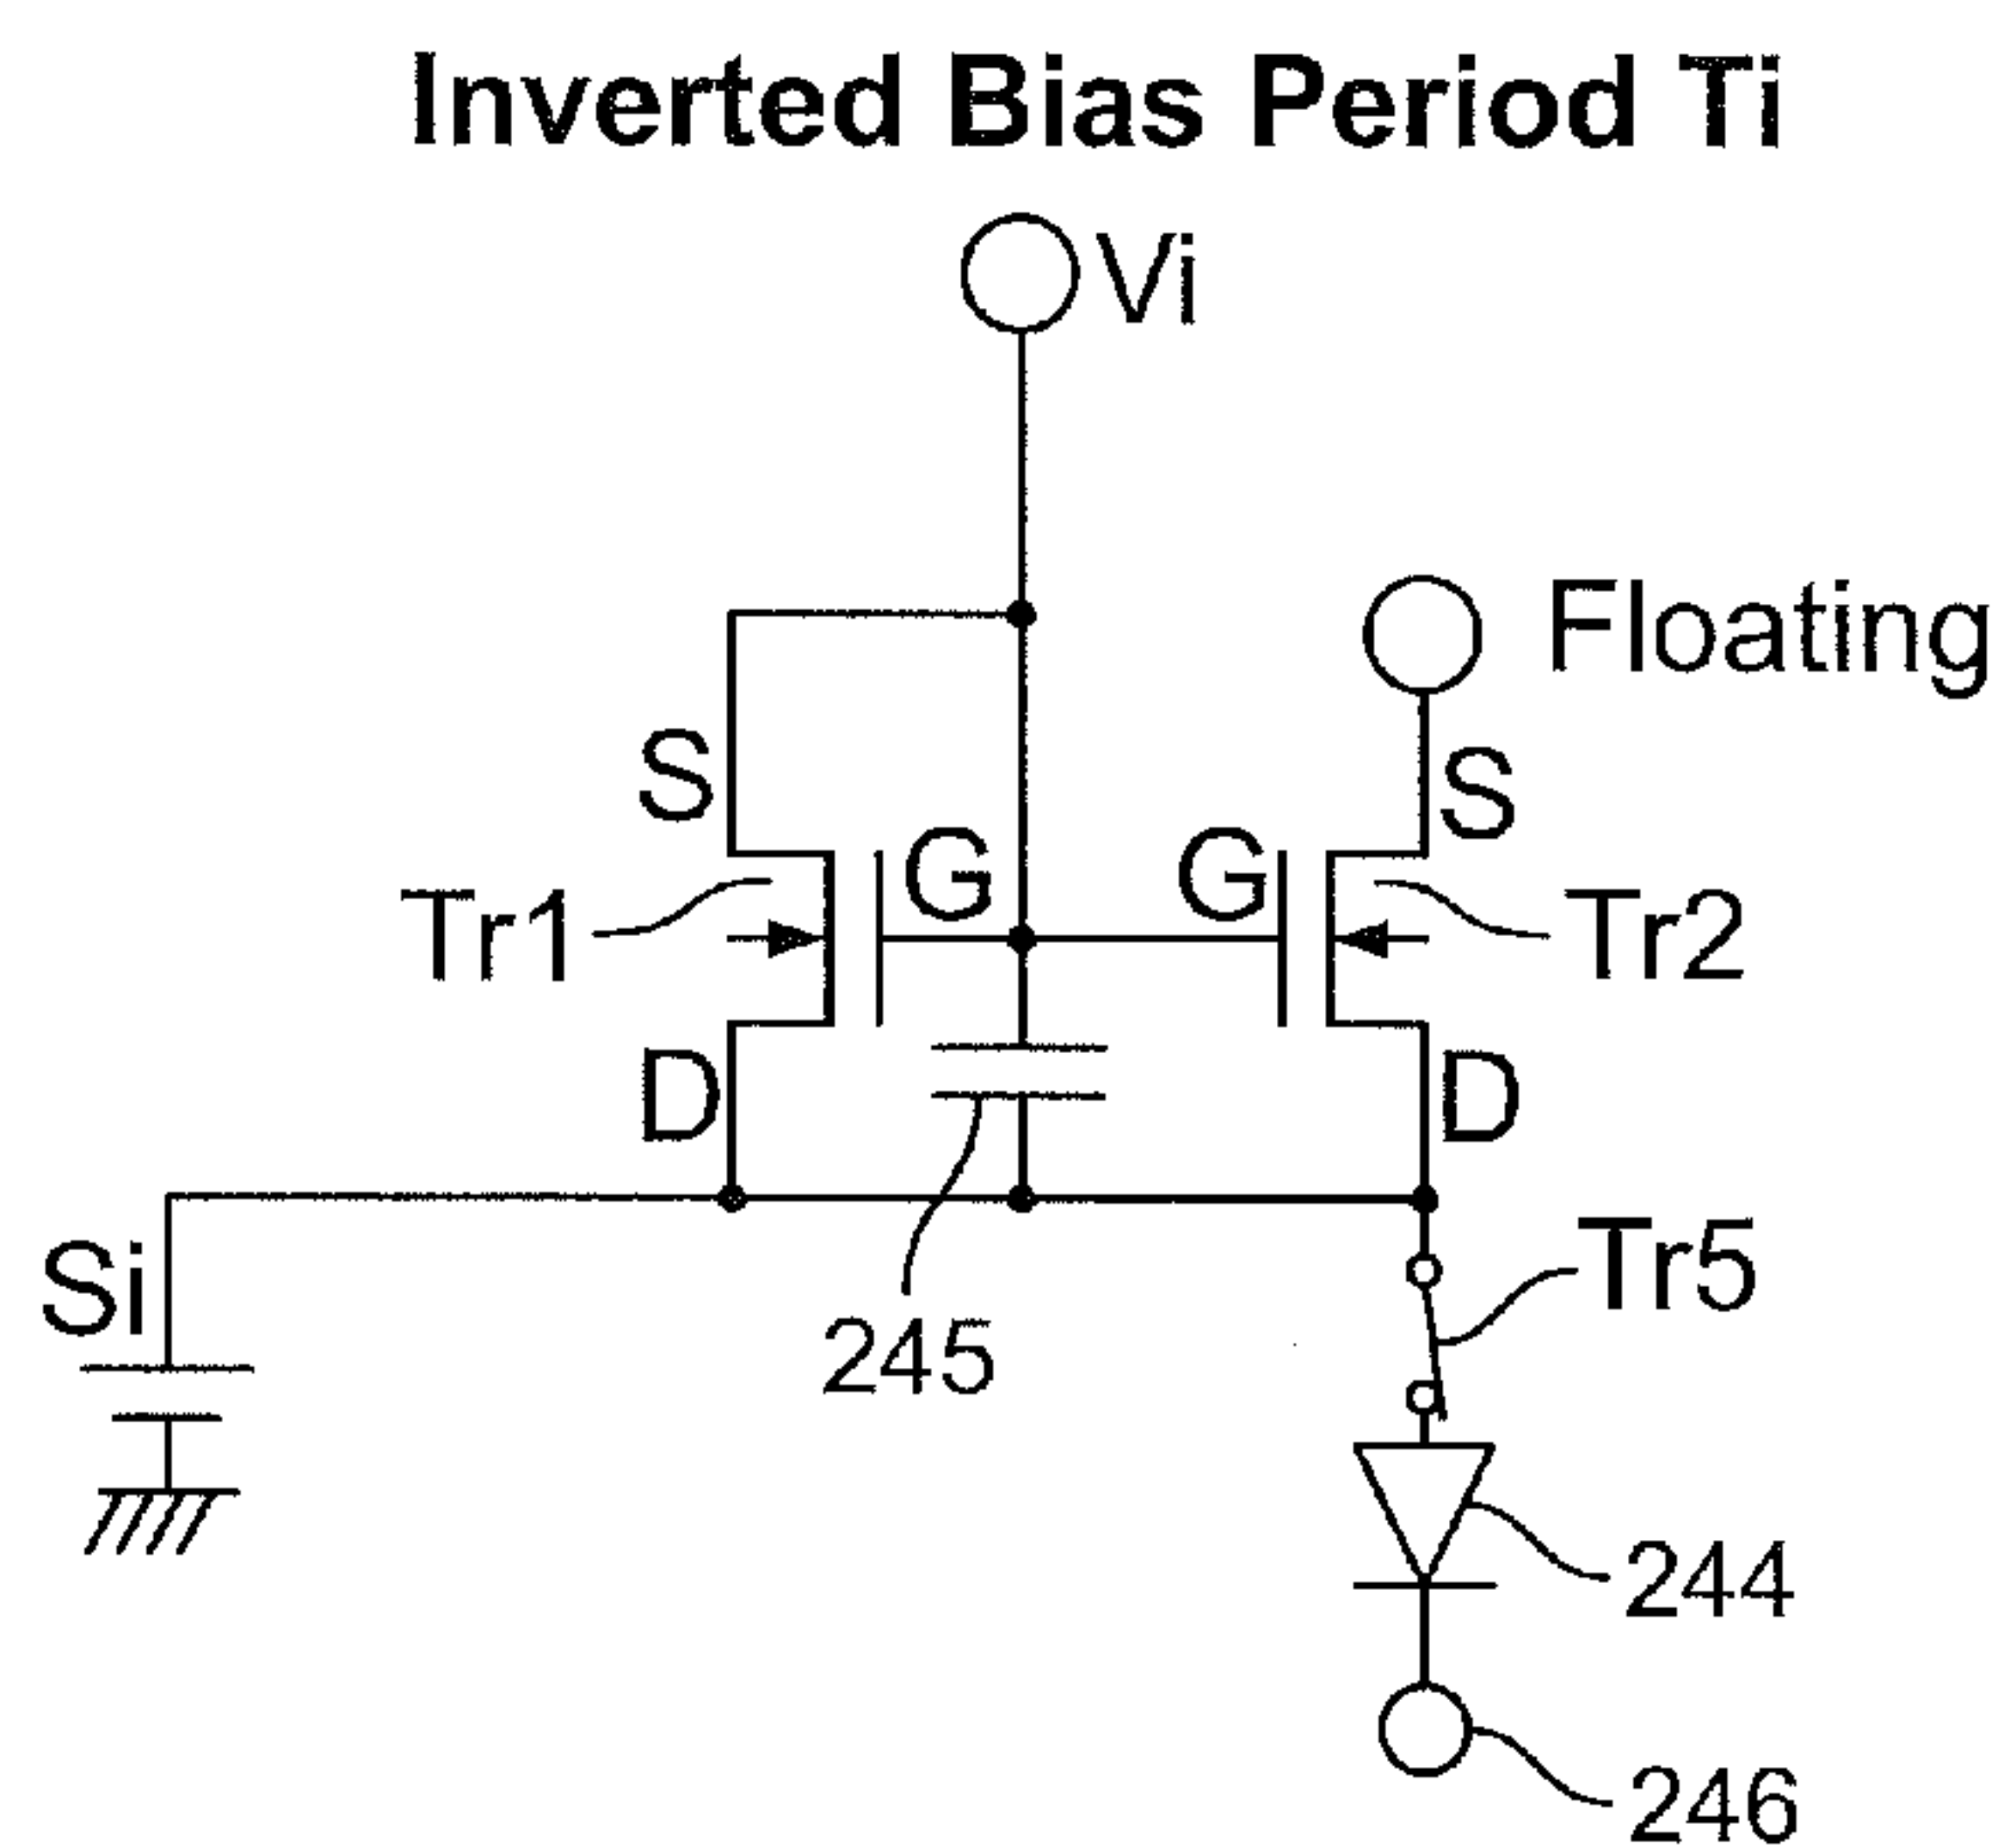 Inverted Bias Period Ti
Vi
Floating
S
S
G
G
Tr1
Tr2
D
D
Si
Tr5
245
244
246